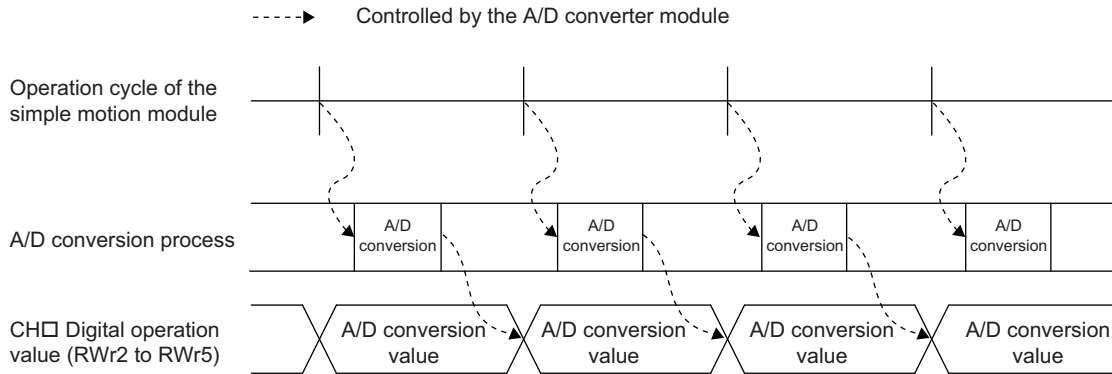 Controlled by the A/D converter module
Operation cycle of the
simple motion module
A/D conversion process
A/D
conversion
A/D
conversion
A/D
conversion
A/D
conversion
CH□ Digital operation
value (RWr2 to RWr5)
A/D conversion
value
A/D conversion
value
A/D conversion
value
A/D conversion
value